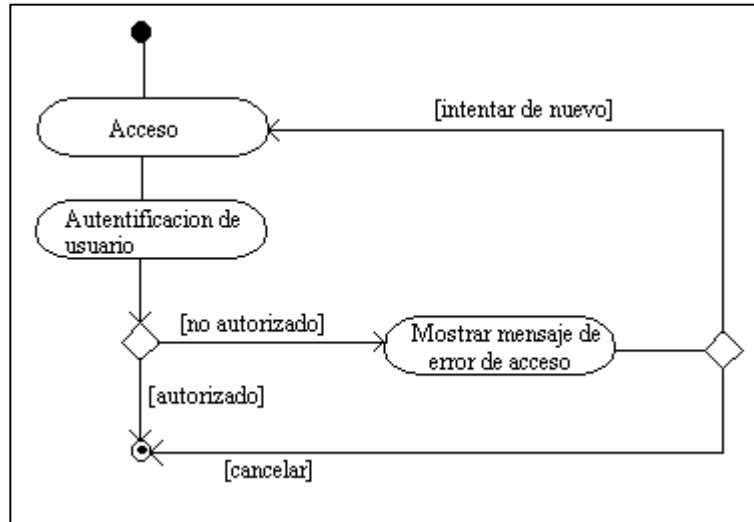 [intentar de nuevo]
Acceso
Autentificacion de
usuario
[no autorizado]
Mostrar mensaje de
error de acceso
[autorizado]
[cancelar]